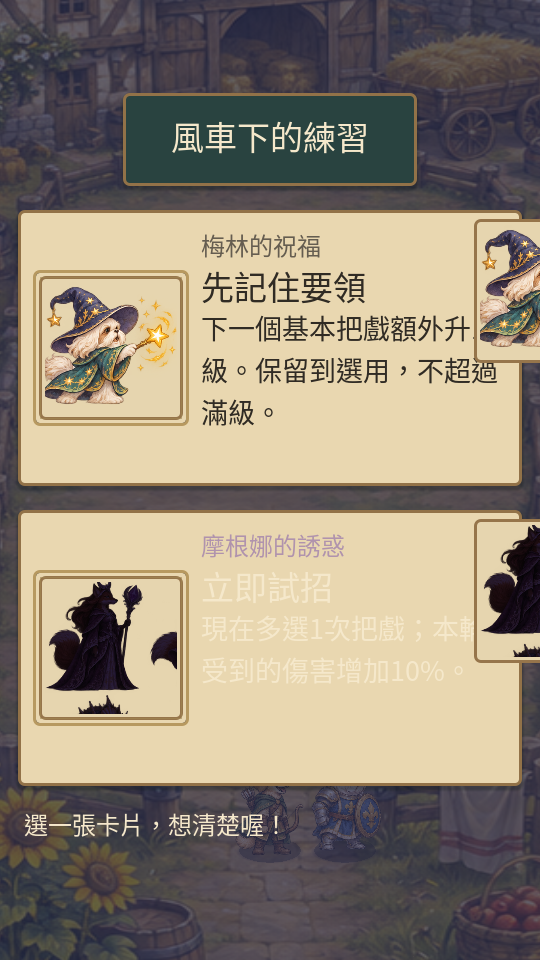 風車下的練習
梅林的祝福
先記住要領
下一個基本把戲額外升
級。保留到選用,不超過
滿級。
摩根娜的誘惑
立即試招
現在多選1次把戲;本輪
受到的傷害增加10%。
選一張卡片,想清楚喔!